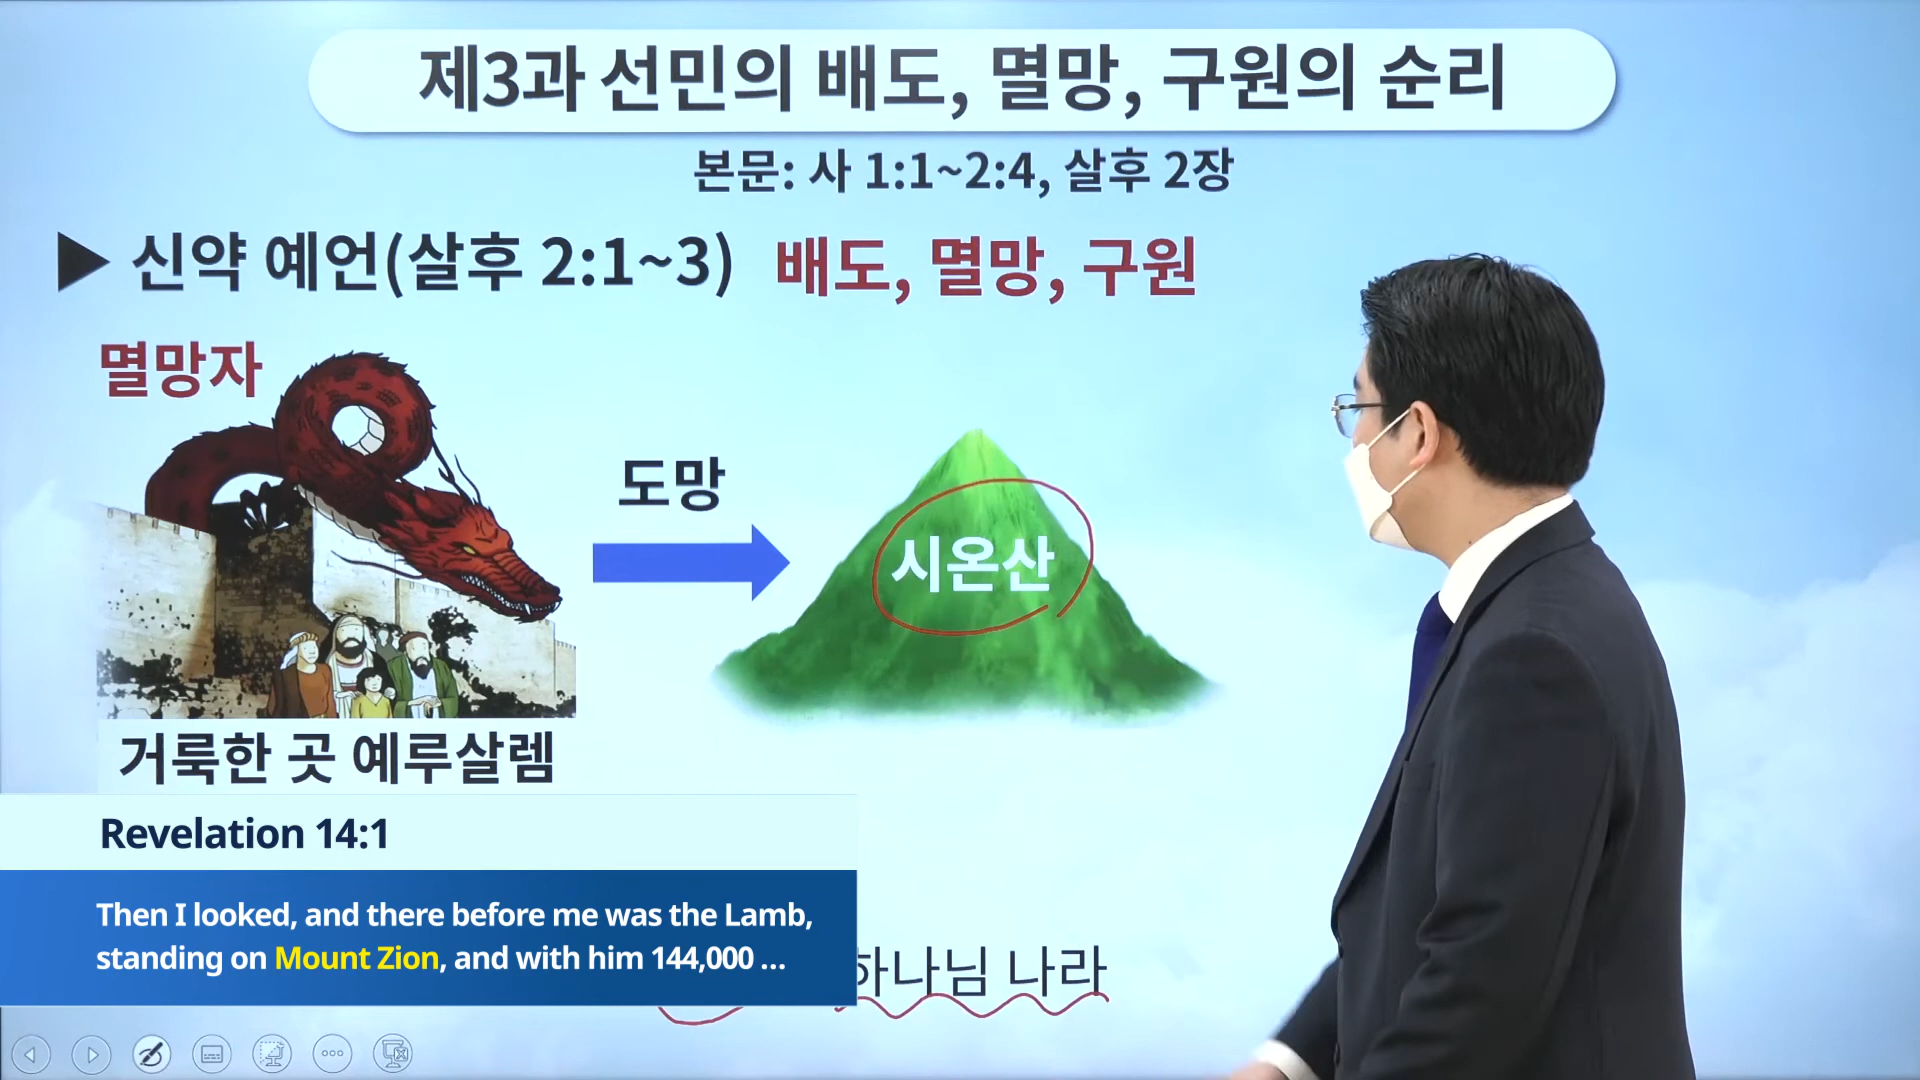 제3과 선민의 배도, 멸망, 구원의 순리
본문: 사 1:1~2:4, 살후 2장
▶ 신약 예언(살후 2:1~3) 배도, 멸망, 구원
멸망자
도망
시온산
거룩한 곳 예루살렘
Revelation 14:1
Then I looked, and there before me was the Lamb,
standing on Mount Zion, and with him 144,000 ...
하나님 나라